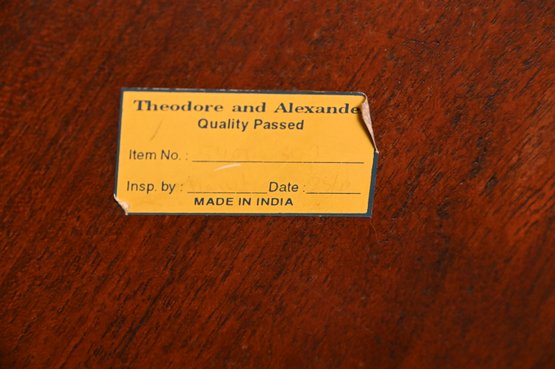 Theodore and Alexande
Quality Passed
Item No. :
Insp. by : Date :
MADE IN INDIA